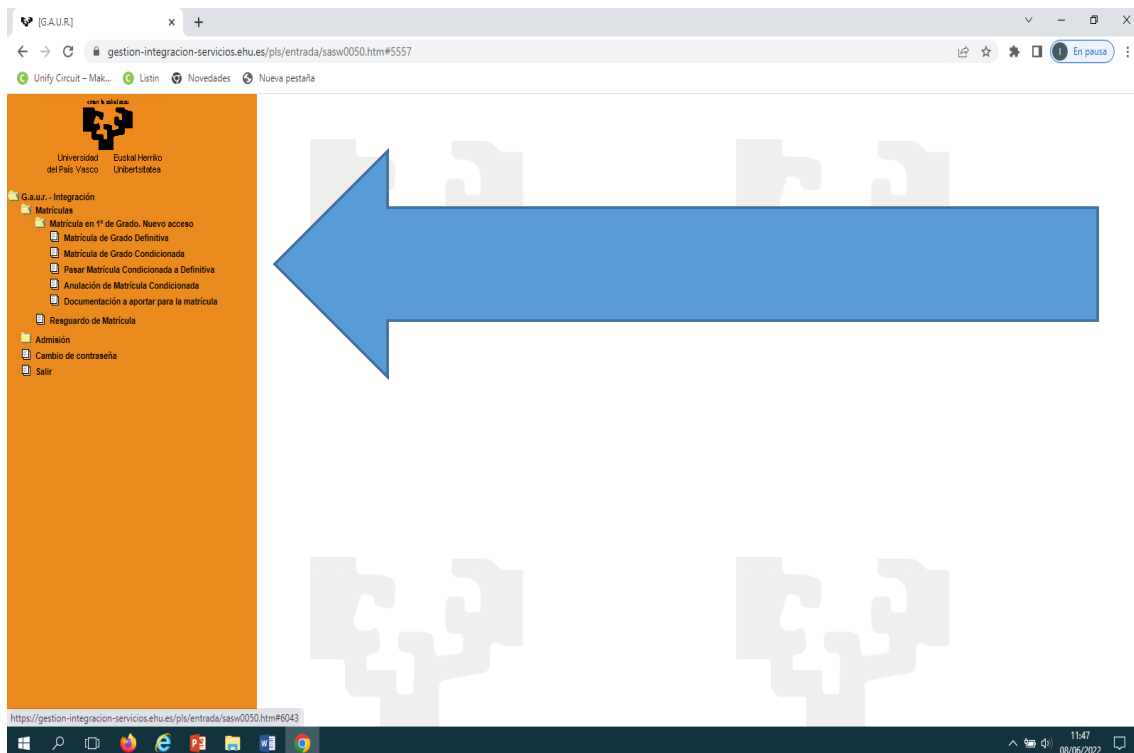 [G.A.U.R.]
gestion-integracion-servicios.ehu.es/pls/entrada/sasw0050.htm#5557
I En pausa
Unify Circuit – Mak... Listin Novedades Nueva pestaña
Universidad Euskal Herriko
del País Vasco Unibertsitatea
G.a.u.r. - Integración
Matrículas
Matrícula en 1º de Grado. Nuevo acceso
Matrícula de Grado Definitiva
Matrícula de Grado Condicionada
Pasar Matrícula Condicionada a Definitiva
Anulación de Matrícula Condicionada
Documentación a aportar para la matrícula
Resguardo de Matrícula
Admisión
Cambio de contraseña
Salir
https://gestion-integracion-servicios.ehu.es/pls/entrada/sasw0050.htm#6043
11:47
08/06/2022